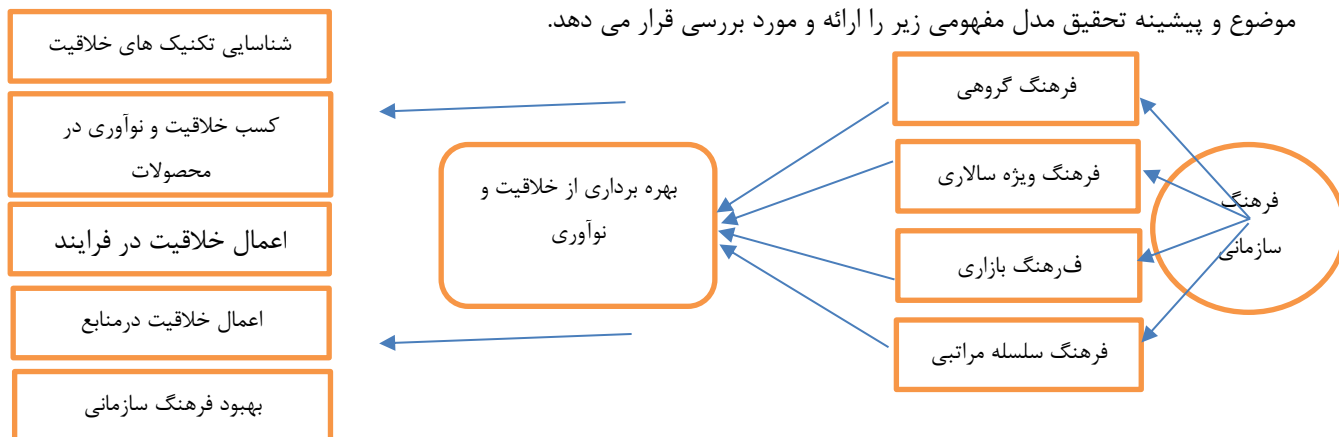 موضوع و پیشینه تحقیق مدل مفهومی زیر را ارائه و مورد بررسی قرار می دهد.
فرهنگ
سازمانی
فرهنگ گروهی
فرهنگ ویژه سالاری
فرهنگ بازاری
فرهنگ سلسله مراتبی
بهره برداری از خلاقیت و
نوآوری
شناسایی تکنیک های خلاقیت
کسب خلاقیت و نوآوری در
محصولات
اعمال خلاقیت در فرایند
اعمال خلاقیت درمنابع
بهبود فرهنگ سازمانی